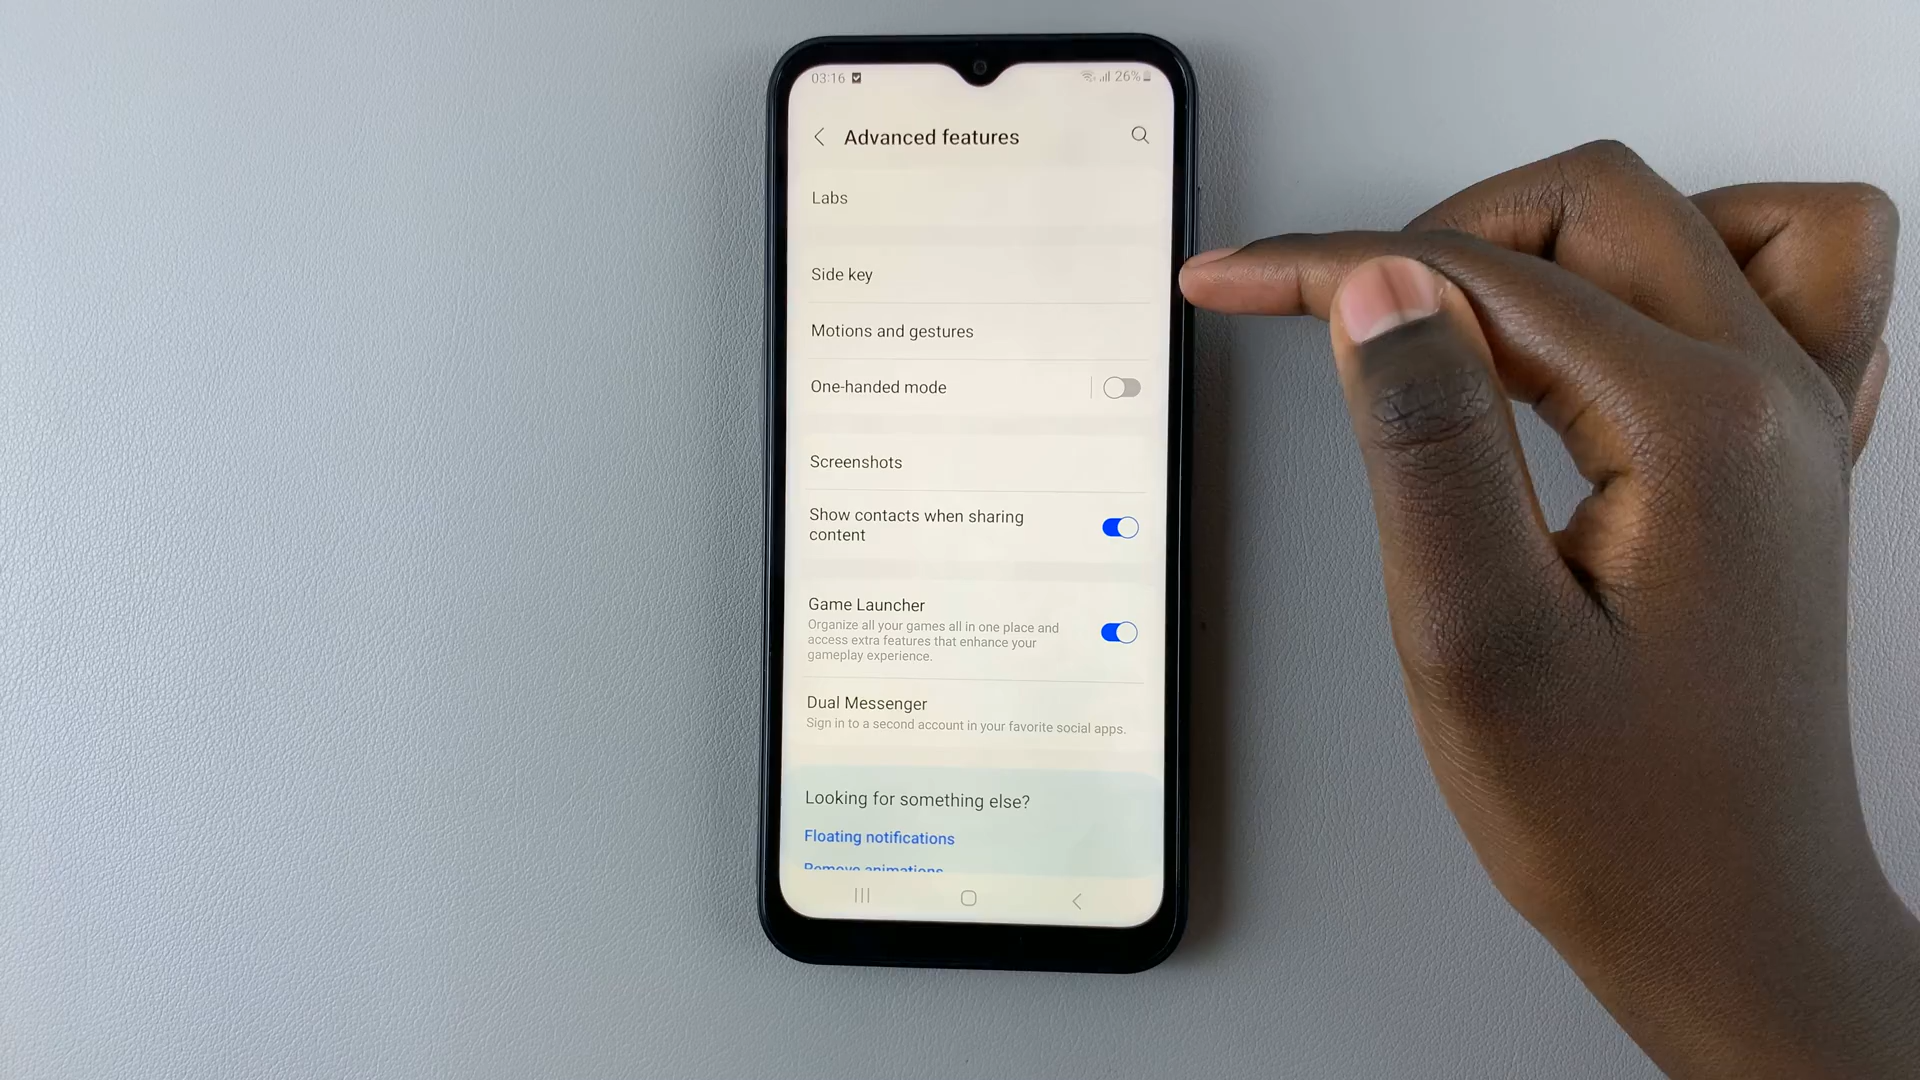 03:16
26%
Advanced features
Labs
Side key
Motions and gestures
One-handed mode
Screenshots
Show contacts when sharing
content
Game Launcher
Organize all your games all in one place and
access extra features that enhance your
gameplay experience.
Dual Messenger
Sign in to a second account in your favorite social apps.
Looking for something else?
Floating notifications
Remove animations